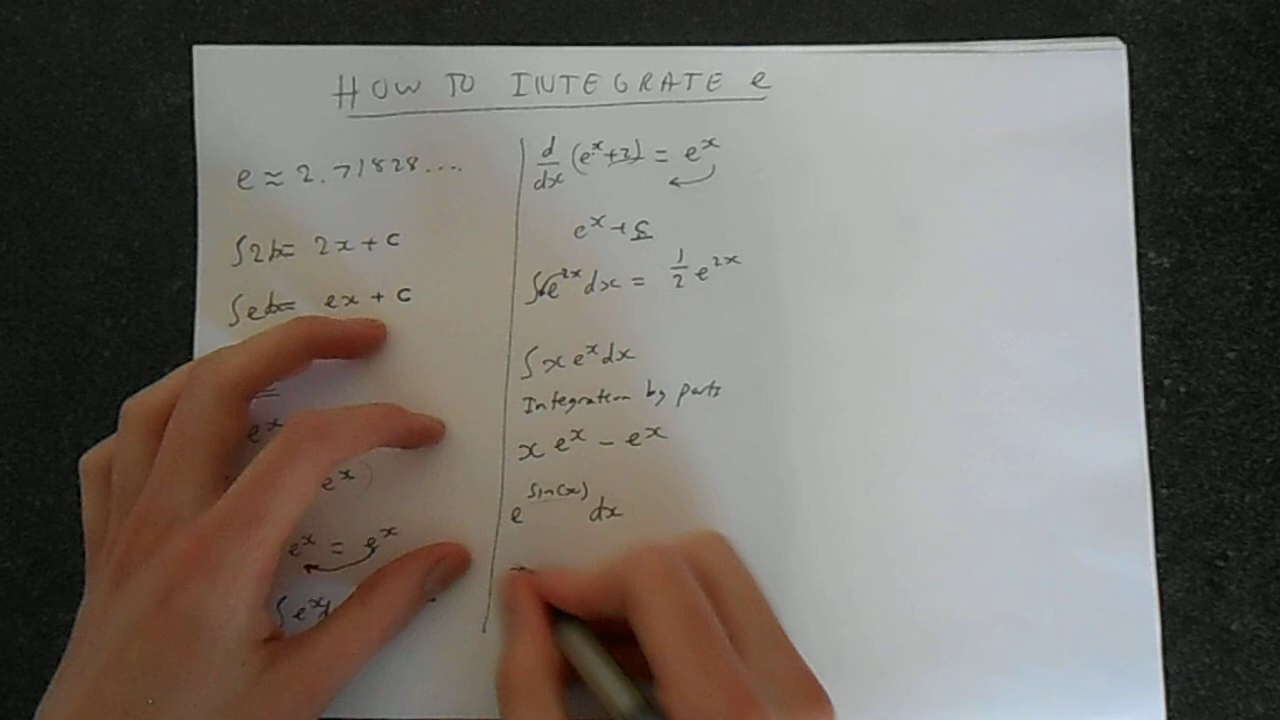 HOW TO INTEGRATE e
e ≈ 2.71828....
∫2dx= 2x + c
∫edx= ex + c
e^x
e^x)
e^x = e^x
∫e^x
d/dx (e^x+2) = e^x
e^x + c
∫e^2x dx = 1/2 e^2x
∫x e^x dx
Integration by parts
x e^x - e^x
e^sin(x) dx